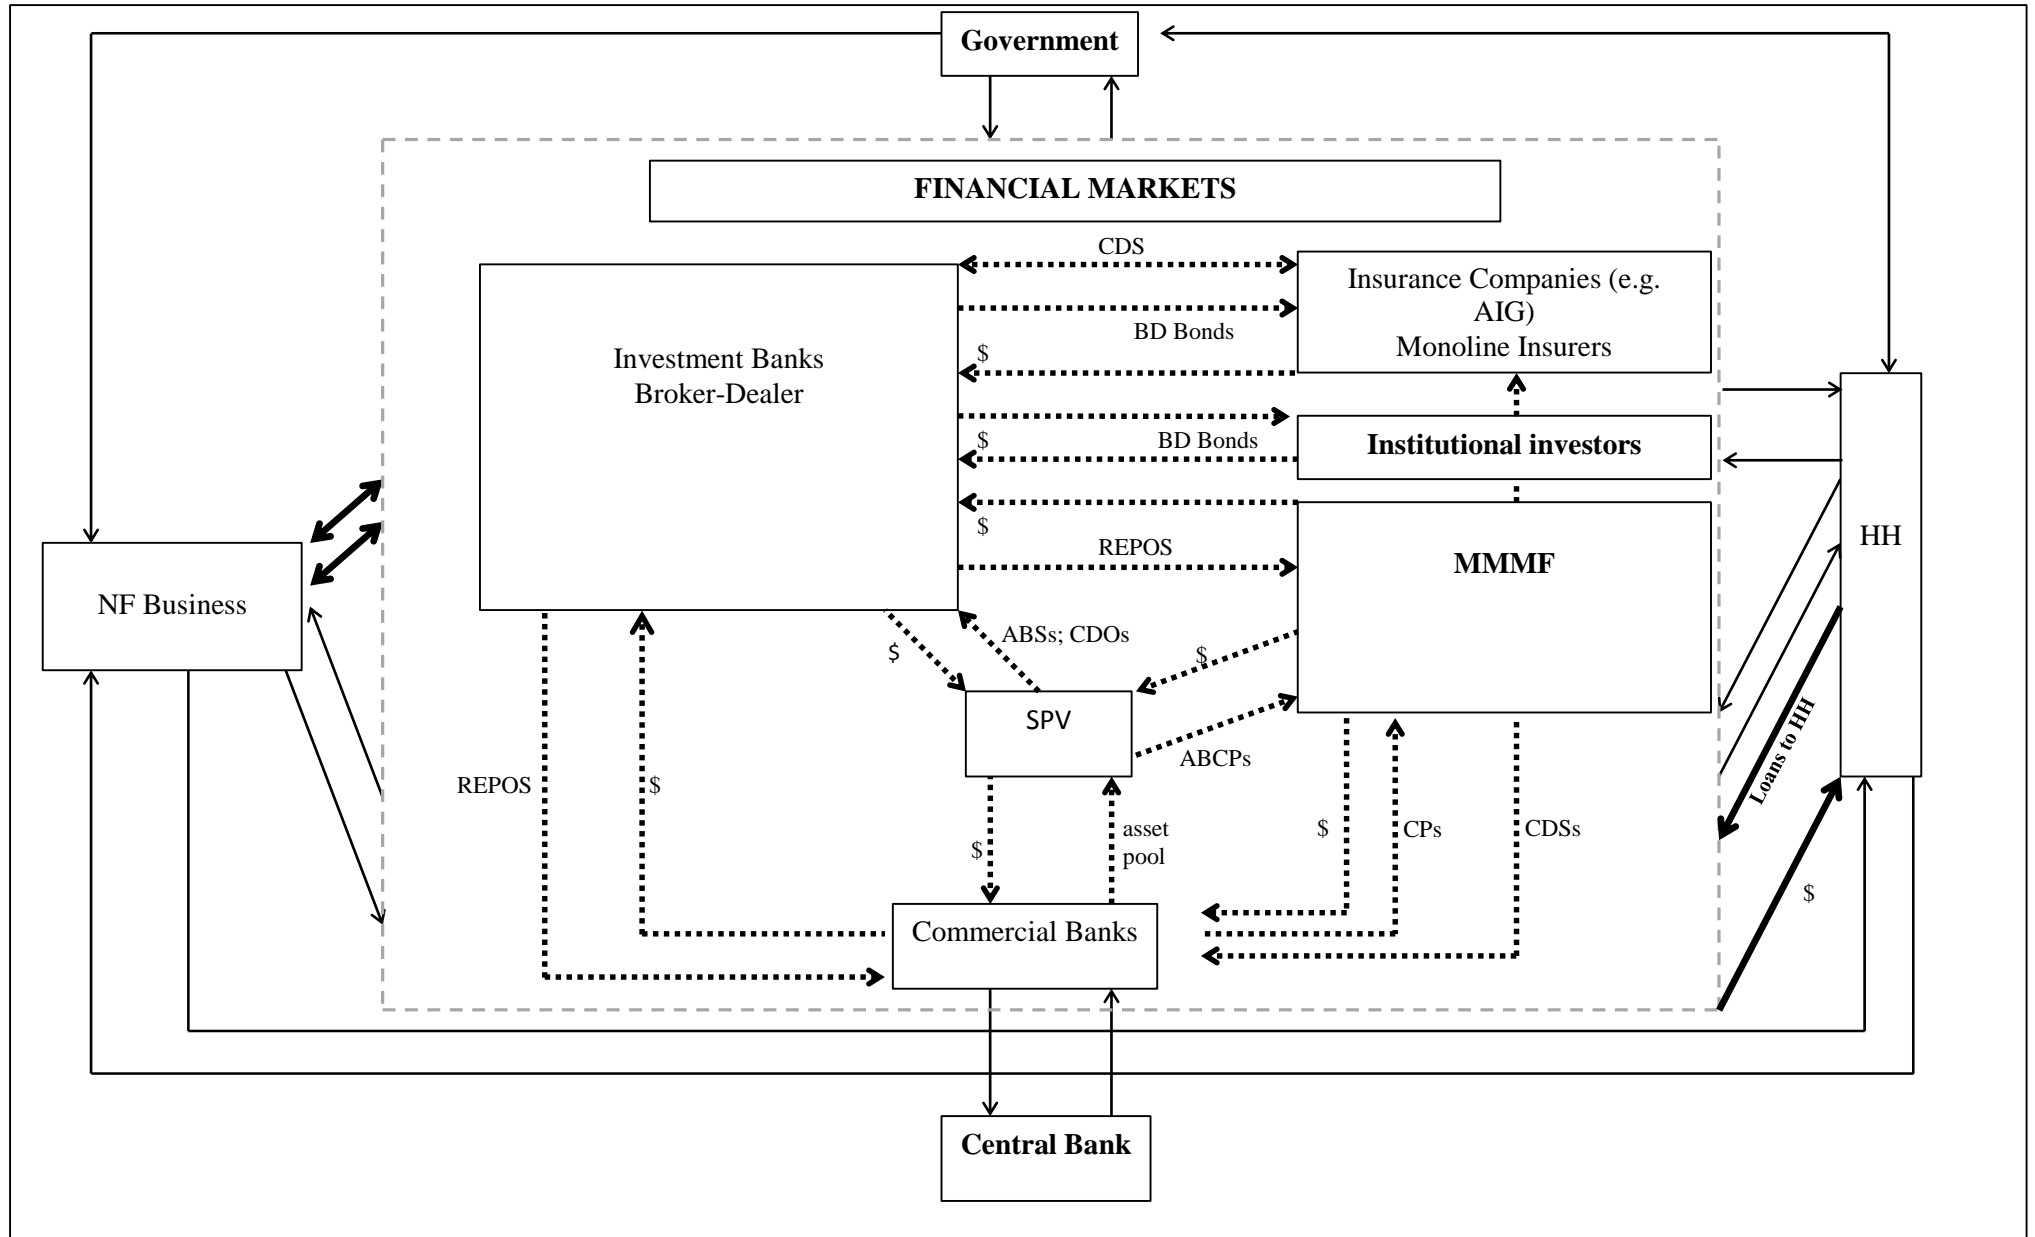 Government
FINANCIAL MARKETS
CDS
Insurance Companies (e.g.
AIG)
Monoline Insurers
BD Bonds
$
Investment Banks
Broker-Dealer
BD Bonds
$
Institutional investors
$
REPOS
MMMF
HH
NF Business
ABSs; CDOs
$
$
SPV
ABCPs
Loans to HH
REPOS
$
$
asset
pool
$
CPs
CDSs
$
Commercial Banks
Central Bank